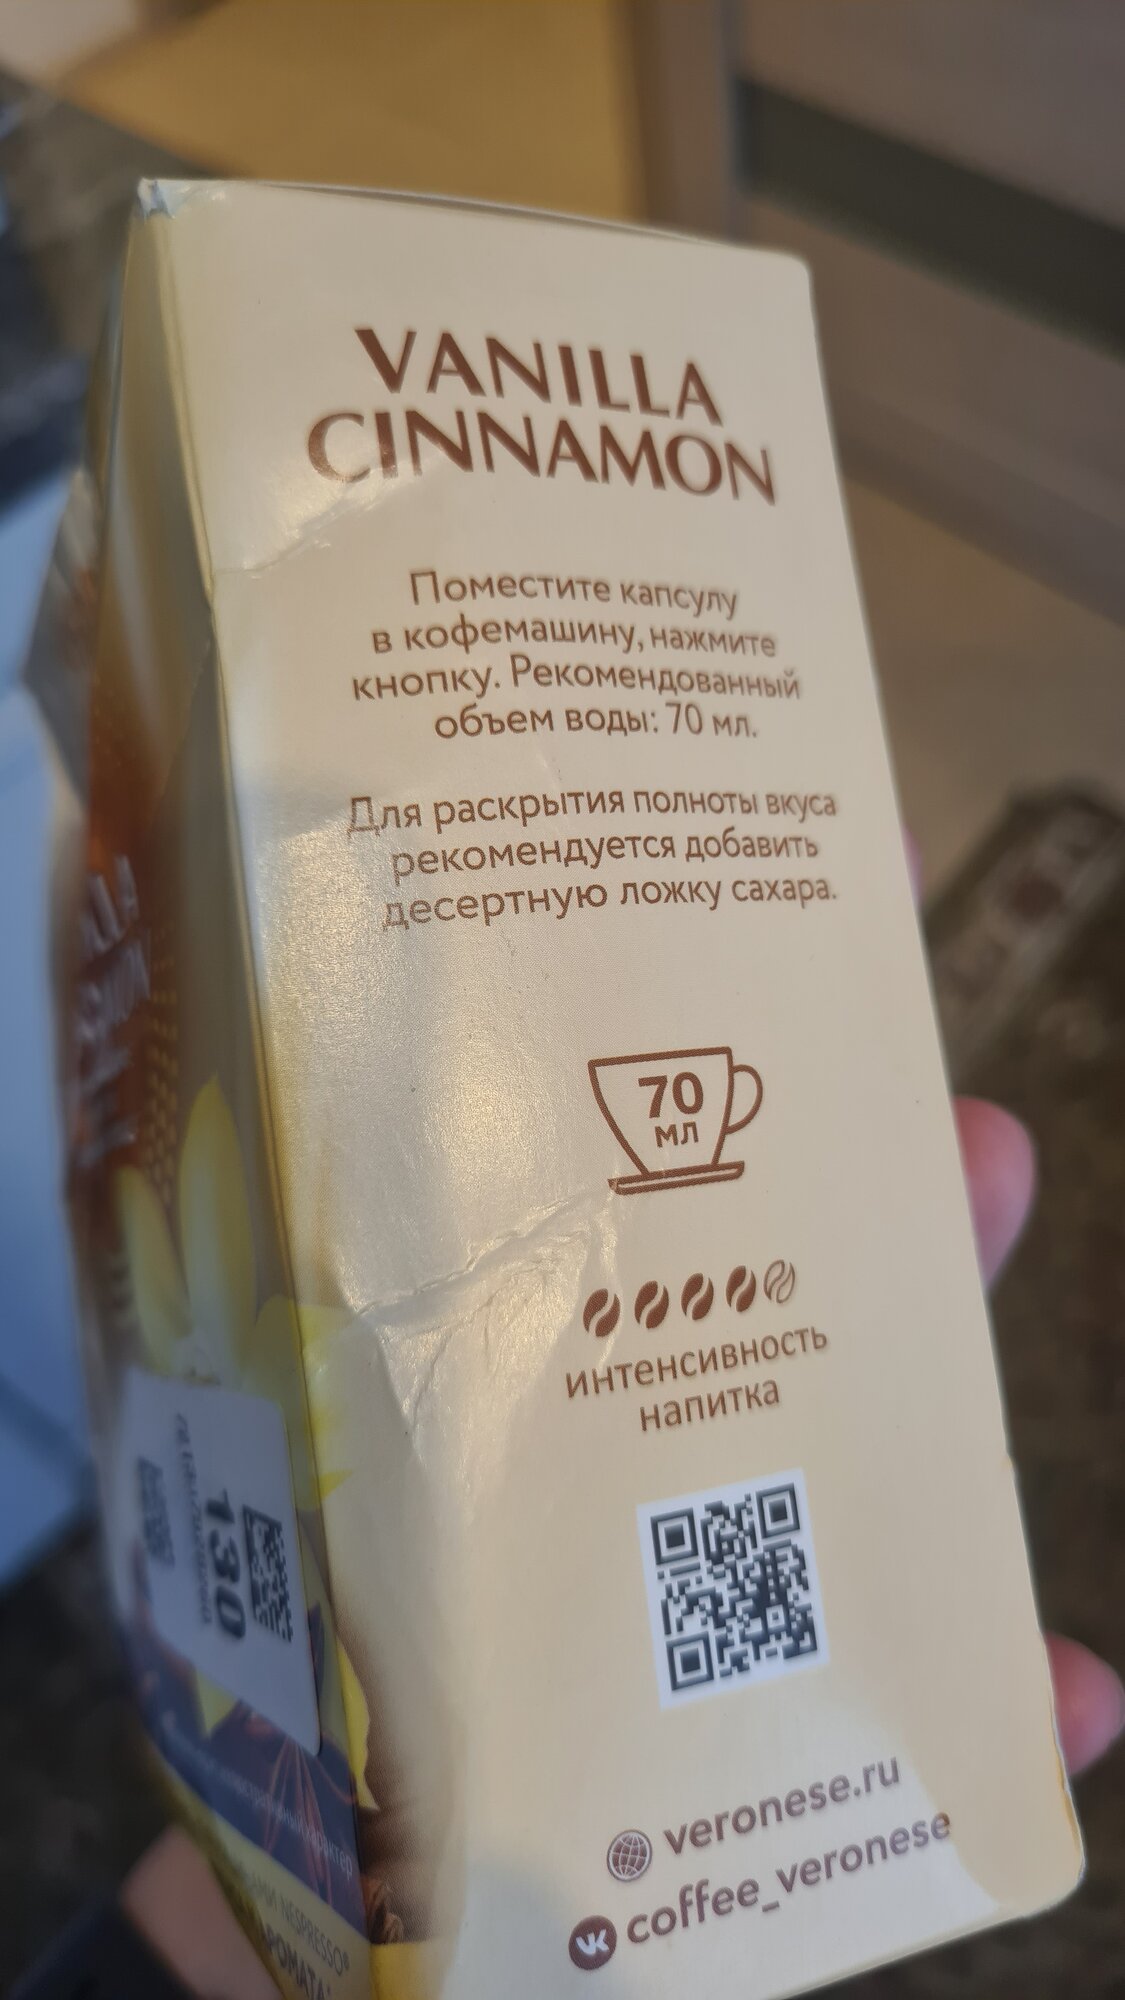 VANILLA
CINNAMON
Поместите капсулу
в кофемашину, нажмите
кнопку. Рекомендованный
объем воды: 70 мл.
Для раскрытия полноты вкуса
рекомендуется добавить
десертную ложку сахара.
70
мл
интенсивность
напитка
veronese.ru
coffee_veronese
130
NESPRESSO®